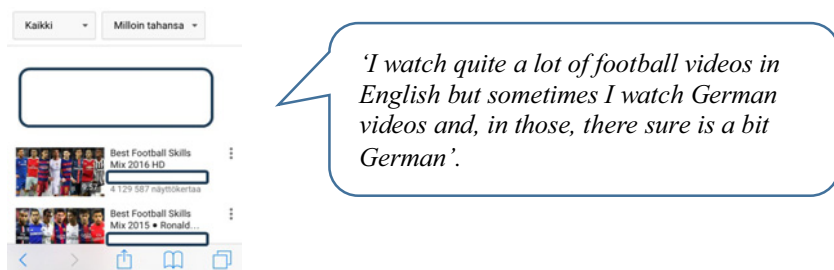 Kaikki
Milloin tahansa
Best Football Skills
Mix 2016 HD
4 129 587 näyttökertaa
Best Football Skills
Mix 2015 • Ronald...
‘I watch quite a lot of football videos in
English but sometimes I watch German
videos and, in those, there sure is a bit
German’.